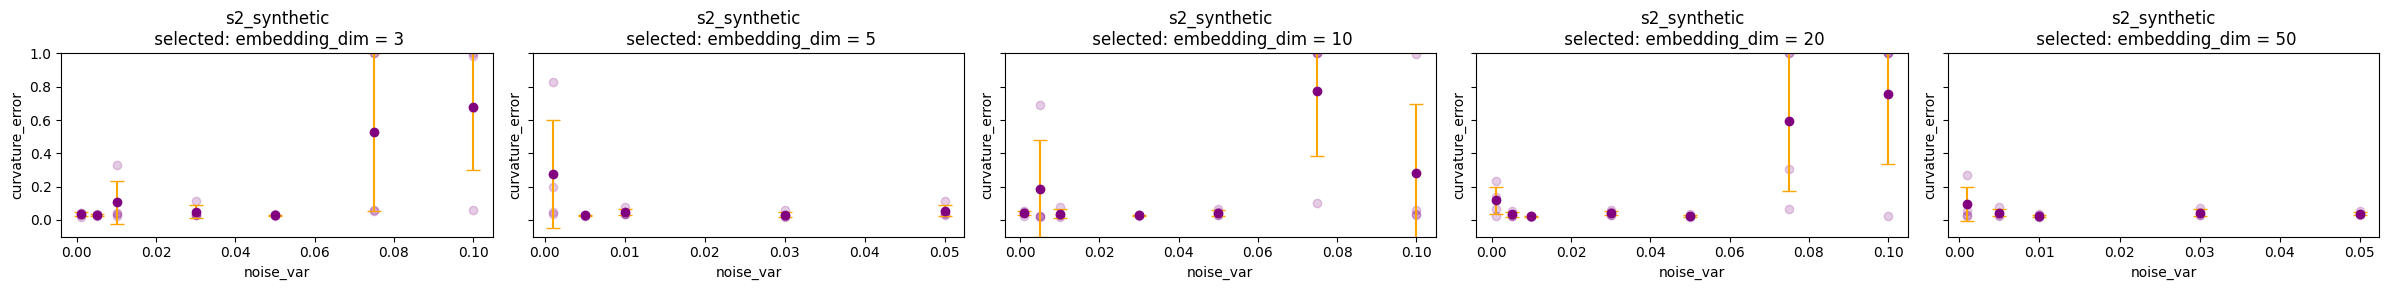 s2_synthetic
selected: embedding_dim = 3
1.0
0.8
0.6
0.4
0.2
0.0
curvature_error
0.00
0.02
0.04
0.06
0.08
0.10
noise_var
s2_synthetic
selected: embedding_dim = 5
curvature_error
0.00
0.01
0.02
0.03
0.04
0.05
noise_var
s2_synthetic
selected: embedding_dim = 10
curvature_error
0.00
0.02
0.04
0.06
0.08
0.10
noise_var
s2_synthetic
selected: embedding_dim = 20
curvature_error
0.00
0.02
0.04
0.06
0.08
0.10
noise_var
s2_synthetic
selected: embedding_dim = 50
curvature_error
0.00
0.01
0.02
0.03
0.04
0.05
noise_var